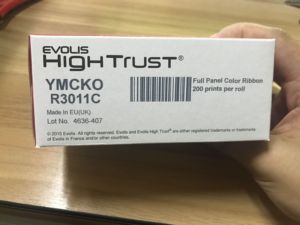 EVOLIS
HIGH TRUST®
YMCKO
R3011C
Full Panel Color Ribbon
200 prints per roll
Made in EU(UK)
Lot No. 4636-407
© 2015 Evolis. All rights reserved. Evolis and Evolis High Trust® are either registered trademarks or trademarks
of Evolis in France and/or other countries.